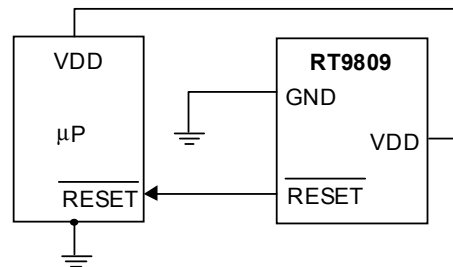 VDD
μP
RESET
RT9809
GND
VDD
RESET